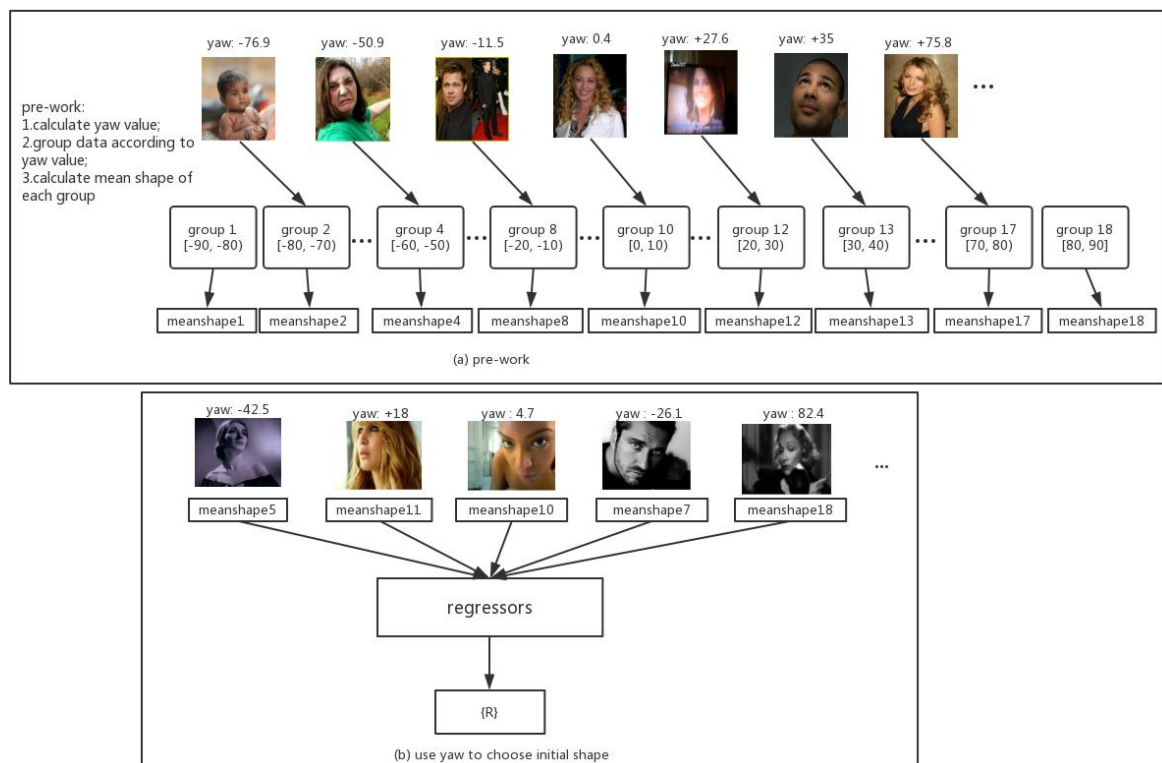 yaw: -76.9
yaw: -50.9
yaw: -11.5
yaw: 0.4
yaw: +27.6
yaw: +35
yaw: +75.8
...
pre-work:
1.calculate yaw value;
2.group data according to
yaw value;
3.calculate mean shape of
each group
group 1
[-90, -80)
group 2
[-80, -70)
...
group 4
[-60, -50)
...
group 8
[-20, -10)
...
group 10
[0, 10)
...
group 12
[20, 30)
group 13
[30, 40)
...
group 17
[70, 80)
group 18
[80, 90]
meanshape1
meanshape2
meanshape4
meanshape8
meanshape10
meanshape12
meanshape13
meanshape17
meanshape18
(a) pre-work
yaw: -42.5
yaw: +18
yaw : 4.7
yaw : -26.1
yaw : 82.4
...
meanshape5
meanshape11
meanshape10
meanshape7
meanshape18
regressors
{R}
(b) use yaw to choose initial shape